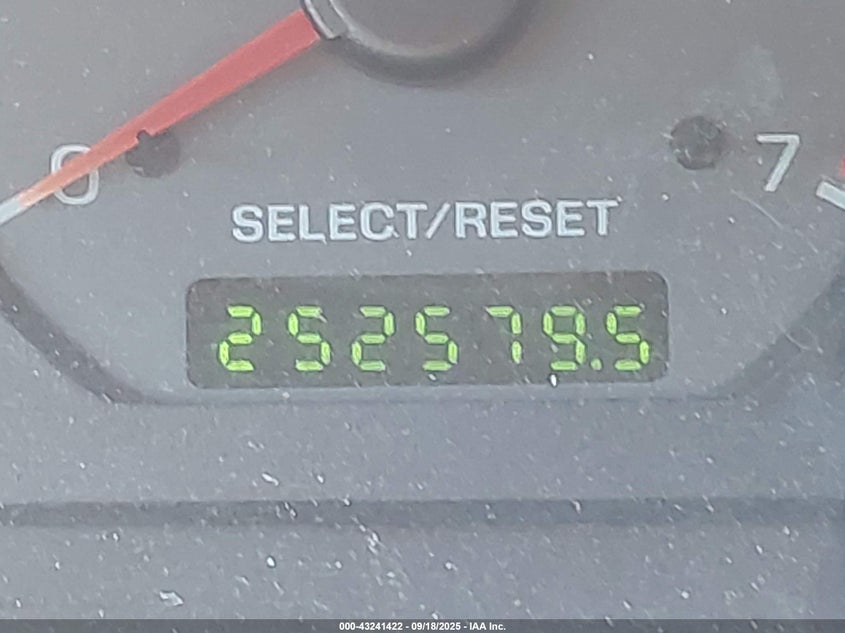 0
7
SELECT/RESET
252579.5
000-43241422 - 09/18/2025 - IAA Inc.